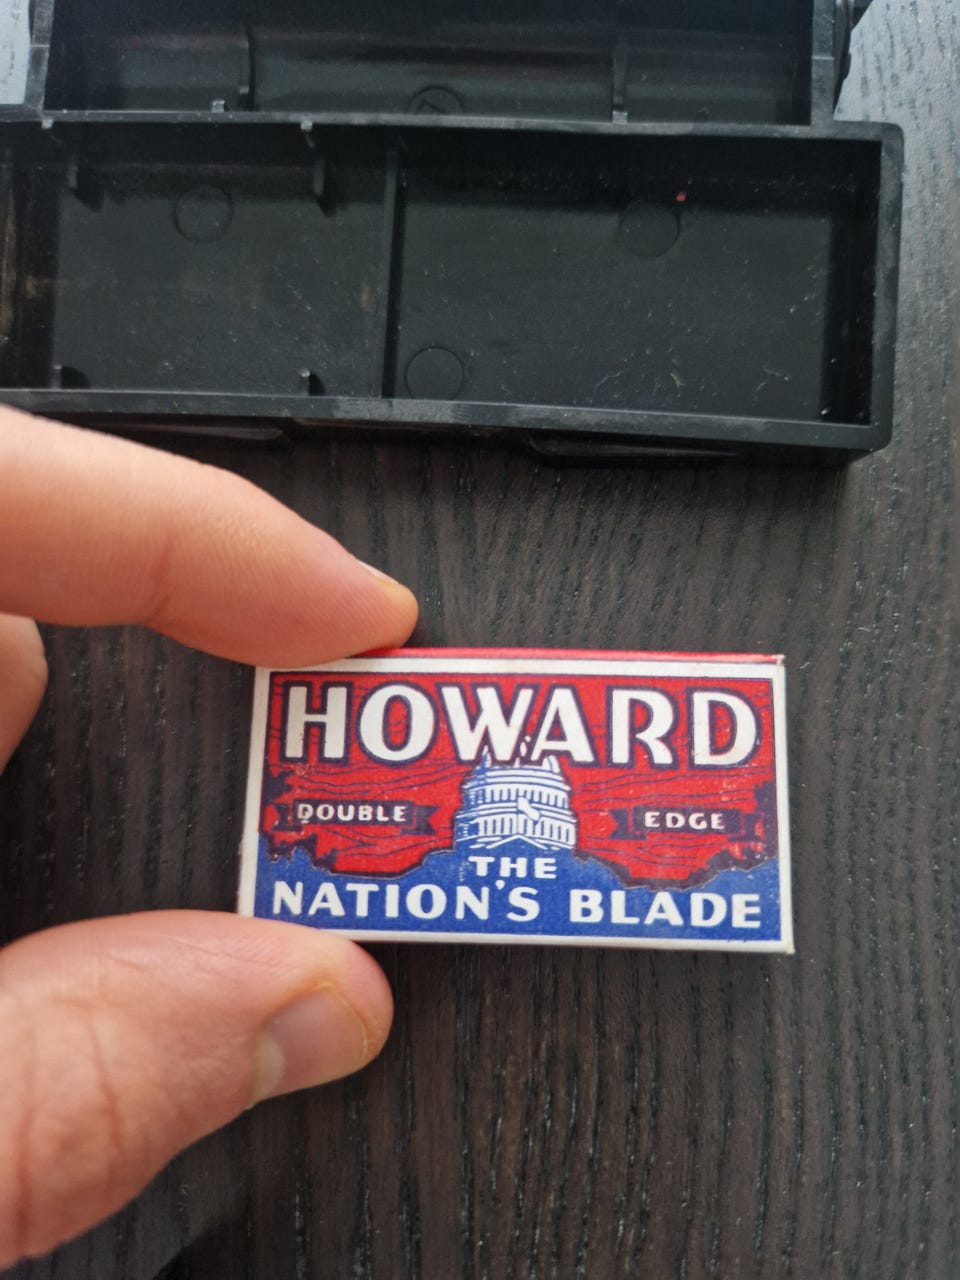 HOWARD
DOUBLE EDGE
THE
NATION'S BLADE